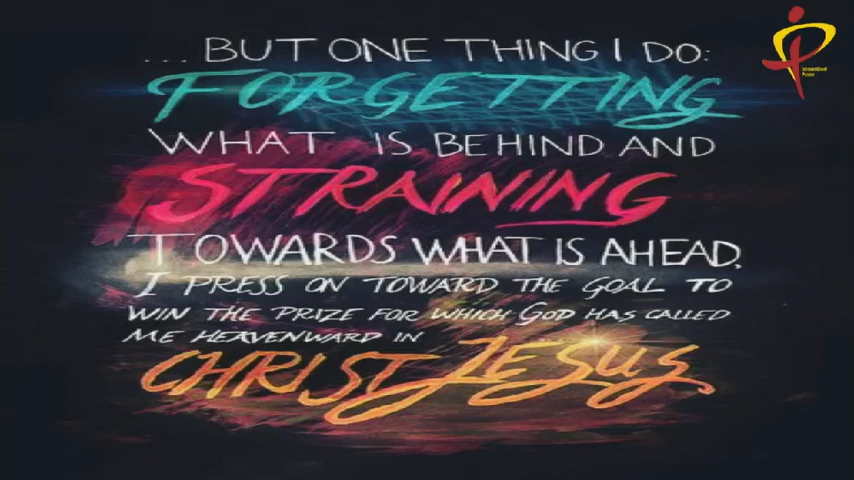 ... BUT ONE THING I DO:
FORGETTING
WHAT IS BEHIND AND
STRAINING
TOWARDS WHAT IS AHEAD,
I PRESS ON TOWARD THE GOAL TO
WIN THE PRIZE FOR WHICH GOD HAS CALLED
ME HEAVENWARD IN
CHRIST JESUS.
International